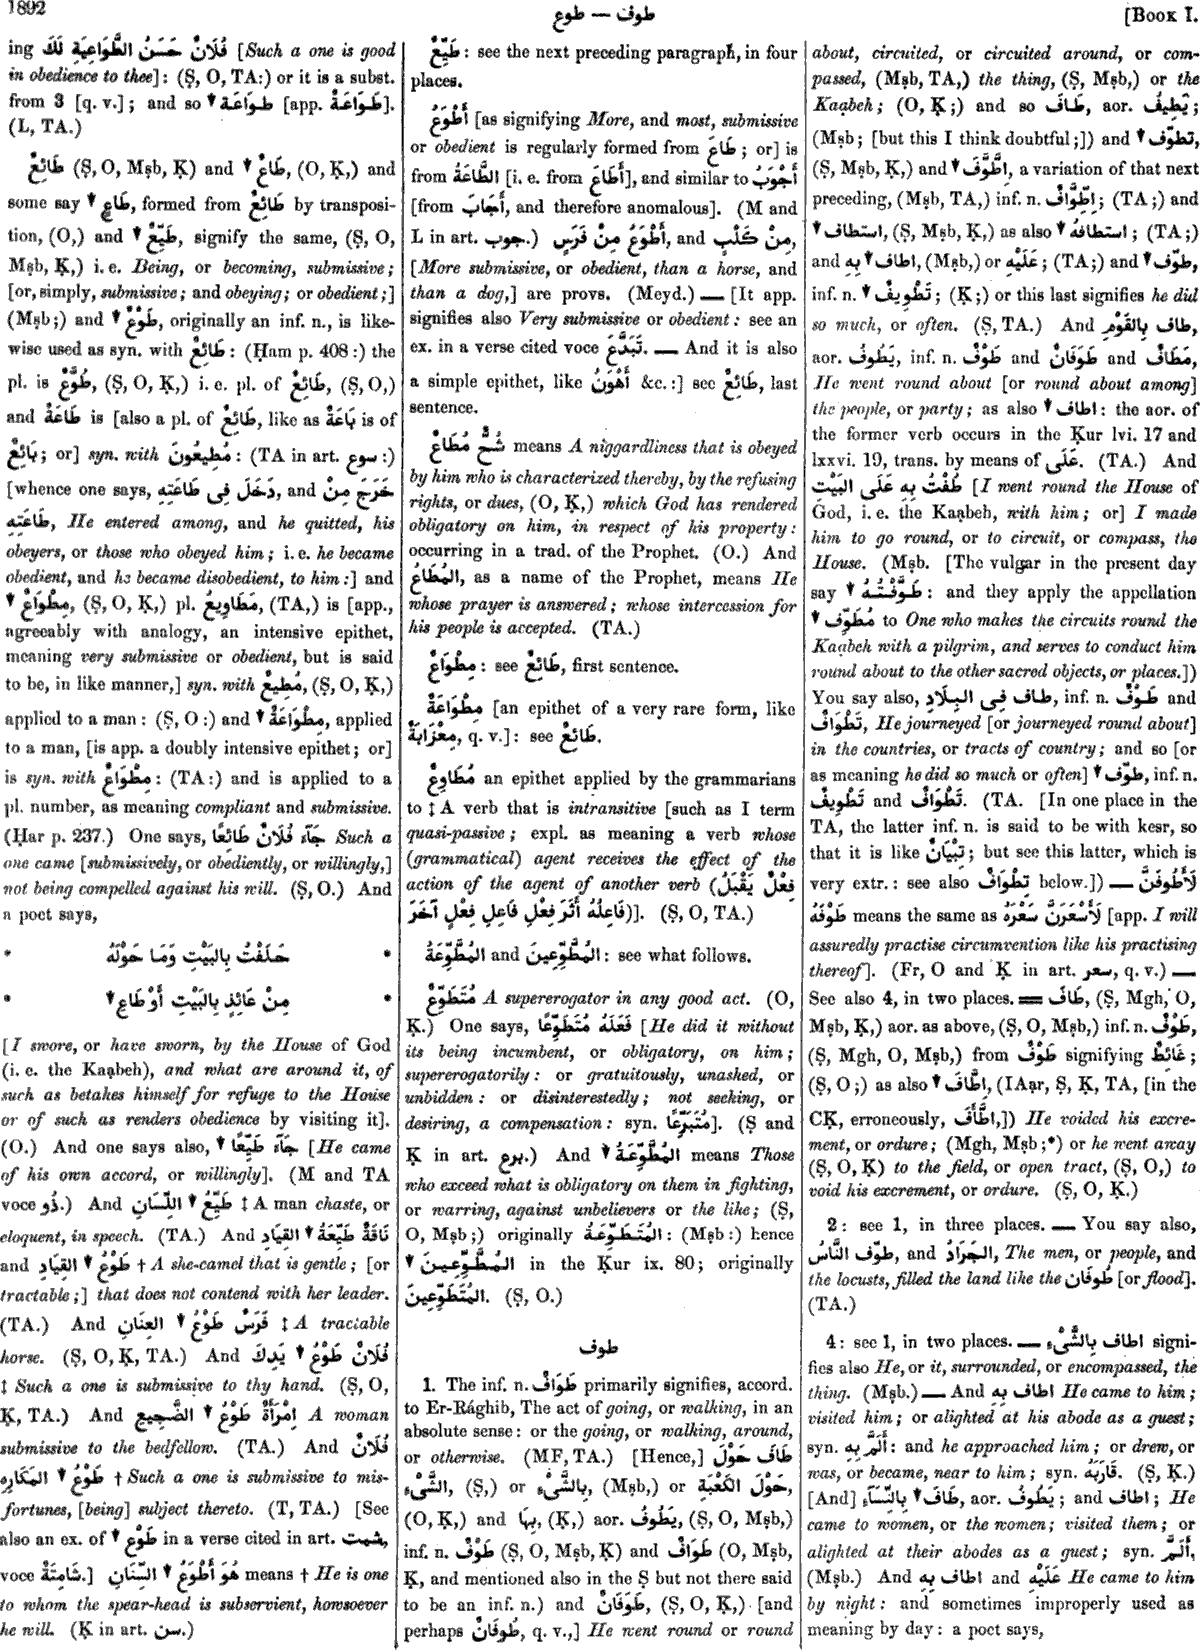 1892
طوف — طوع
[BOOK I.
ing فُلَانٌ حَسَنُ الطَّوَاعِيَةِ لَكَ [Such a one is good
in obedience to thee]: (Ṣ, O, TA:) or it is a subst.
from 3 [q. v.]; and so ↓ طواعَة [app. طَوَاعَةٌ].
(L, TA.)
طَائِعٌ (Ṣ, O, Mṣb, Ḳ) and ↓ طَاعٌ, (O, Ḳ,) and
some say ↓ طَاعٍ, formed from طَائِعٌ by transposi-
tion, (O,) and ↓ طَيِّعٌ, signify the same, (Ṣ, O,
Mṣb, Ḳ,) i. e. Being, or becoming, submissive;
[or, simply, submissive; and obeying; or obedient;]
(Mṣb;) and ↓ طَوْعٌ, originally an inf. n., is like-
wise used as syn. with طَائِعٌ: (Ḥam p. 408:) the
pl. is طُوَّعٌ, (Ṣ, O, Ḳ,) i. e. pl. of طَائِعٌ, (Ṣ, O,)
and طَاعَةٌ is [also a pl. of طَائِعٌ, like as بَاعَةٌ is of
بَائِعٌ; or] syn. with مُطِيعُونَ: (TA in art. سوع:)
[whence one says, دَخَلَ فِى طَاعَتِهِ, and خَرَجَ مِنْ
طَاعَتِهِ, He entered among, and he quitted, his
obeyers, or those who obeyed him; i. e. he became
obedient, and he became disobedient, to him:] and
↓ مِطْوَاعٌ, (Ṣ, O, Ḳ,) pl. مَطَاوِيعُ, (TA,) is [app.,
agreeably with analogy, an intensive epithet,
meaning very submissive or obedient, but is said
to be, in like manner,] syn. with مُطِيعٌ, (Ṣ, O, Ḳ,)
applied to a man: (Ṣ, O:) and ↓ مِطْوَاعَةٌ, applied
to a man, [is app. a doubly intensive epithet; or]
is syn. with مِطْوَاعٌ: (TA:) and is applied to a
pl. number, as meaning compliant and submissive.
(Ḥar p. 237.) One says, جَآءَ فُلَانٌ طَائِعًا Such a
one came [submissively, or obediently, or willingly,]
not being compelled against his will. (Ṣ, O.) And
a poet says,
* حَلَفْتُ بِالبَيْتِ وَمَا حَوْلَهُ *
* مِنْ عَائِذٍ بِالبَيْتِ أَوْ طَاعِ ↓ *
[I swore, or have sworn, by the House of God
(i. e. the Kaạbeh), and what are around it, of
such as betakes himself for refuge to the House
or of such as renders obedience by visiting it].
(O.) And one says also, جَآءَ طَيِّعًا ↓ [He came
of his own accord, or willingly]. (M and TA
voce ذُو.) And طَيِّعُ ↓ اللِّسَانِ ‡ A man chaste, or
eloquent, in speech. (TA.) And نَاقَةٌ طَيِّعَةُ ↓ القِيَادِ
and طَوْعُ ↓ القِيَادِ † A she-camel that is gentle; [or
tractable;] that does not contend with her leader.
(TA.) And فَرَسٌ طَوْعُ ↓ العِنَانِ ‡ A tractable
horse. (Ṣ, O, Ḳ, TA.) And فُلَانٌ طَوْعُ ↓ يَدِكَ
‡ Such a one is submissive to thy hand. (Ṣ, O,
Ḳ, TA.) And اِمْرَأَةٌ طَوْعُ ↓ الضَّجِيعِ A woman
submissive to the bedfellow. (TA.) And فُلَانٌ
طَوْعُ ↓ المَكَارِهِ † Such a one is submissive to mis-
fortunes, [being] subject thereto. (T, TA.) [See
also an ex. of ↓ طَوْعٌ in a verse cited in art. شمت,
voce شَامِتَةٌ.] هُوَ أَطْوَعُ ↓ السِّنَانِ means † He is one
to whom the spear-head is subservient, howsoever
he will. (Ḳ in art. سن.)
طَيِّعٌ: see the next preceding paragraph, in four
places.
أَطْوَعُ [as signifying More, and most, submissive
or obedient is regularly formed from طَاعَ; or] is
from الطَّاعَةُ [i. e. from أَطَاعَ], and similar to أَجْوَبُ
[from أَجَابَ, and therefore anomalous]. (M and
L in art. جوب.) أَطْوَعُ مِنْ فَرَسٍ, and مِنْ كَلْبٍ,
[More submissive, or obedient, than a horse, and
than a dog,] are provs. (Meyd.) — [It app.
signifies also Very submissive or obedient: see an
ex. in a verse cited voce تَبَدَّعَ. — And it is also
a simple epithet, like أَهْوَنُ &c.:] see طَائِعٌ, last
sentence.
شُحٌّ مُطَاعٌ means A niggardliness that is obeyed
by him who is characterized thereby, by the refusing
rights, or dues, (O, Ḳ,) which God has rendered
obligatory on him, in respect of his property:
occurring in a trad. of the Prophet. (O.) And
المُطَاعُ, as a name of the Prophet, means He
whose prayer is answered; whose intercession for
his people is accepted. (TA.)
مِطْوَاعٌ: see طَائِعٌ, first sentence.
مِطْوَاعَةٌ [an epithet of a very rare form, like
مِعْزَابَةٌ, q. v.]: see طَائِعٌ.
مُطَاوِعٌ an epithet applied by the grammarians
to ‡ A verb that is intransitive [such as I term
quasi-passive; expl. as meaning a verb whose
(grammatical) agent receives the effect of the
action of the agent of another verb (فِعْلٌ يَقْبَلُ
فَاعِلُهُ أَثَرَ فِعْلِ فَاعِلِ فِعْلٍ آخَرَ)]. (Ṣ, O, TA.)
المُطَّوِّعَةُ and المُطَّوِّعِينَ: see what follows.
مُتَطَوِّعٌ A supererogator in any good act. (O,
Ḳ.) One says, فَعَلَهُ مُتَطَوِّعًا [He did it without
its being incumbent, or obligatory, on him;
supererogatorily: or gratuitously, unasked, or
unbidden: or disinterestedly; not seeking, or
desiring, a compensation: syn. مُتَبَرِّعًا]. (Ṣ and
Ḳ in art. برع.) And ↓ المُطَّوِّعَةُ means Those
who exceed what is obligatory on them in fighting,
or warring, against unbelievers or the like; (Ṣ,
O, Mṣb;) originally المُتَطَوِّعَةُ: (Mṣb:) hence
↓ المُطَّوِّعِينَ in the Ḳur ix. 80; originally
المُتَطَوِّعِينَ. (Ṣ, O.)
طوف
1. The inf. n. طَوَافٌ primarily signifies, accord.
to Er-Rághib, The act of going, or walking, in an
absolute sense: or the going, or walking, around,
or otherwise. (MF, TA.) [Hence,] طَافَ حَوْلَ
الشَّىْءِ, (Ṣ,) or بِالشَّىْءِ, (Mṣb,) or حَوْلَ الكَعْبَةِ,
(O, Ḳ,) and بِهَا, (Ḳ,) aor. يَطُوفُ, (Ṣ, O, Mṣb,)
inf. n. طَوْفٌ (Ṣ, O, Mṣb, Ḳ) and طَوَافٌ (O, Mṣb,
Ḳ, and mentioned also in the Ṣ but not there said
to be an inf. n.) and طَوَفَانٌ, (Ṣ, O, Ḳ,) [and
perhaps طُوفَانٌ, q. v.,] He went round or round
about, circuited, or circuited around, or com-
passed, (Mṣb, TA,) the thing, (Ṣ, Mṣb,) or the
Kaạbeh; (O, Ḳ;) and so طَافَ, aor. يَطِيفُ;
(Mṣb; [but this I think doubtful;]) and ↓ تطوّف,
(Ṣ, Mṣb, Ḳ,) and ↓ اِطَّوَّفَ, a variation of that next
preceding, (Mṣb, TA,) inf. n. اِطِّوَّافٌ; (TA;) and
↓ استطاف, (Ṣ, Mṣb, Ḳ,) as also ↓ استطافهُ; (TA;)
and اطاف ↓ بِهِ, (Mṣb,) or عَلَيْهِ; (TA;) and ↓ طوّف,
inf. n. تَطْوِيفٌ; (Ḳ;) or this last signifies he did
so much, or often. (Ṣ, TA.) And طاف بِالقَوْمِ,
aor. يَطُوفُ, inf. n. طَوْفٌ and طَوَفَانٌ and مَطَافٌ,
He went round about [or round about among]
the people, or party; as also ↓ اطاف: the aor. of
the former verb occurs in the Ḳur lvi. 17 and
lxxvi. 19, trans. by means of عَلَى. (TA.) And
طُفْتُ بِهِ عَلَى البَيْتِ [I went round the House of
God, i. e. the Kaạbeh, with him; or] I made
him to go round, or to circuit, or compass, the
House. (Mṣb. [The vulgar in the present day
say ↓ طَوَّفْتُهُ: and they apply the appellation
↓ مُطَوِّف to One who makes the circuits round the
Kaạbeh with a pilgrim, and serves to conduct him
round about to the other sacred objects, or places.])
You say also, طاف فِى البِلَادِ, inf. n. طَوْفٌ and
تَطْوَافٌ, He journeyed [or journeyed round about]
in the countries, or tracts of country; and so [or
as meaning he did so much or often] ↓ طوّف, inf. n.
تَطْوِيفٌ and تَطْوَافٌ. (TA. [In one place in the
TA, the latter inf. n. is said to be with kesr, so
that it is like تِبْيَانٌ; but see this latter, which is
very extr.: see also تِطْوَافٌ below.]) — لَأَطُوفَنَّ
طَوْفَهُ means the same as لَأَسْعَرَنَّ سَعْرَهُ [app. I will
assuredly practise circumvention like his practising
thereof]. (Fr, O and Ḳ in art. سعر, q. v.) —
See also 4, in two places. = طَافَ, (Ṣ, Mgh, O,
Mṣb, Ḳ,) aor. as above, (Ṣ, O, Mṣb,) inf. n. طَوْفٌ,
(Ṣ, Mgh, O, Mṣb,) from طَوْفٌ signifying غَائِطٌ;
(Ṣ, O;) as also ↓ اِطَّافَ, (IAạr, Ṣ, Ḳ, TA, [in the
CḲ, erroneously, اِطَّأَفَ,]) He voided his excre-
ment, or ordure; (Mgh, Mṣb;*) or he went away
(Ṣ, O, Ḳ) to the field, or open tract, (Ṣ, O,) to
void his excrement, or ordure. (Ṣ, O, Ḳ.)
2: see 1, in three places. — You say also,
طوّف النَّاسُ, and الجَرَادُ, The men, or people, and
the locusts, filled the land like the طُوفَان [or flood].
(TA.)
4: see 1, in two places. — اطاف بِالشَّىْءِ signi-
fies also He, or it, surrounded, or encompassed, the
thing. (Mṣb.) — And اطاف بِهِ He came to him;
visited him; or alighted at his abode as a guest;
syn. أَلَمَّ بِهِ: and he approached him; or drew, or
was, or became, near to him; syn. قَارَبَهُ. (Ṣ, Ḳ.)
[And] طَافَ ↓ بِالنِّسَآءِ, aor. يَطُوفُ; and اطاف; He
came to women, or the women; visited them; or
alighted at their abodes as a guest; syn. أَلَمَّ,
(Mṣb.) And اطاف بِهِ and عَلَيْهِ He came to him
by night: and sometimes improperly used as
meaning by day: a poet says,